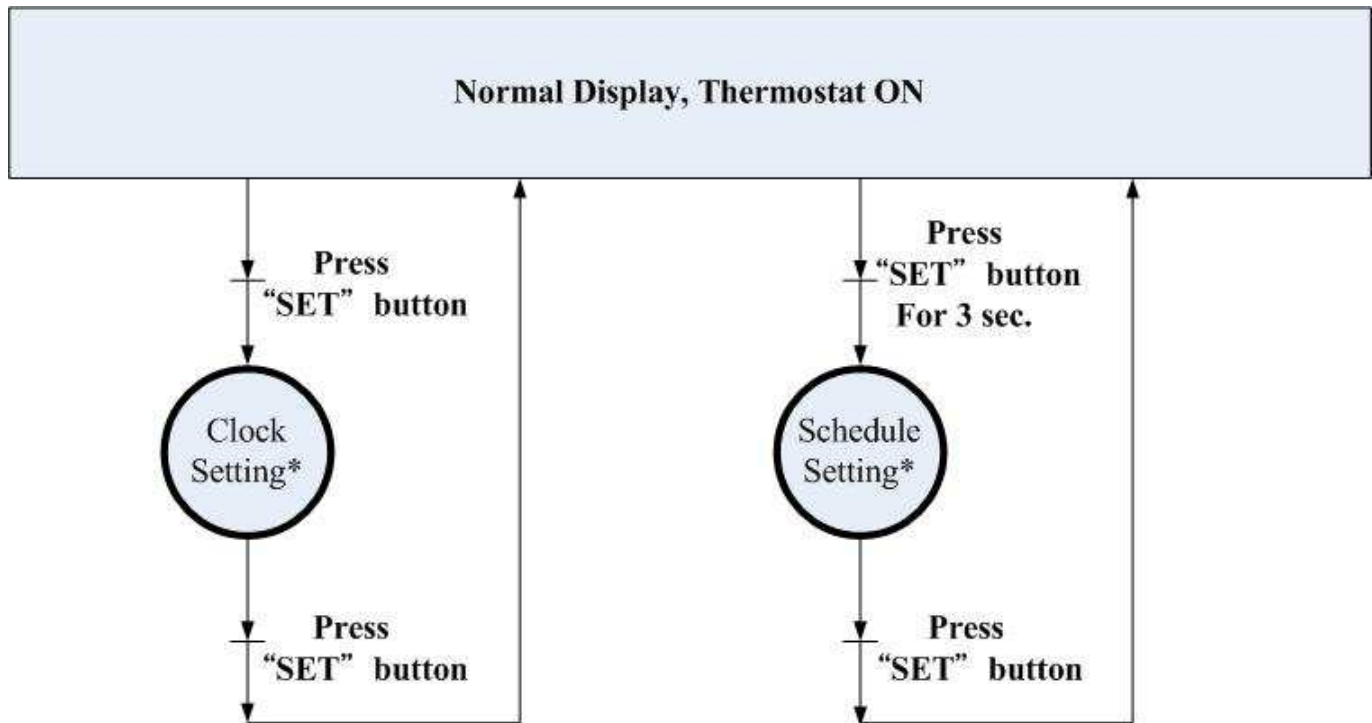 Normal Display, Thermostat ON
Press
“SET” button
Press
“SET” button
For 3 sec.
Clock
Setting*
Schedule
Setting*
Press
“SET” button
Press
“SET” button